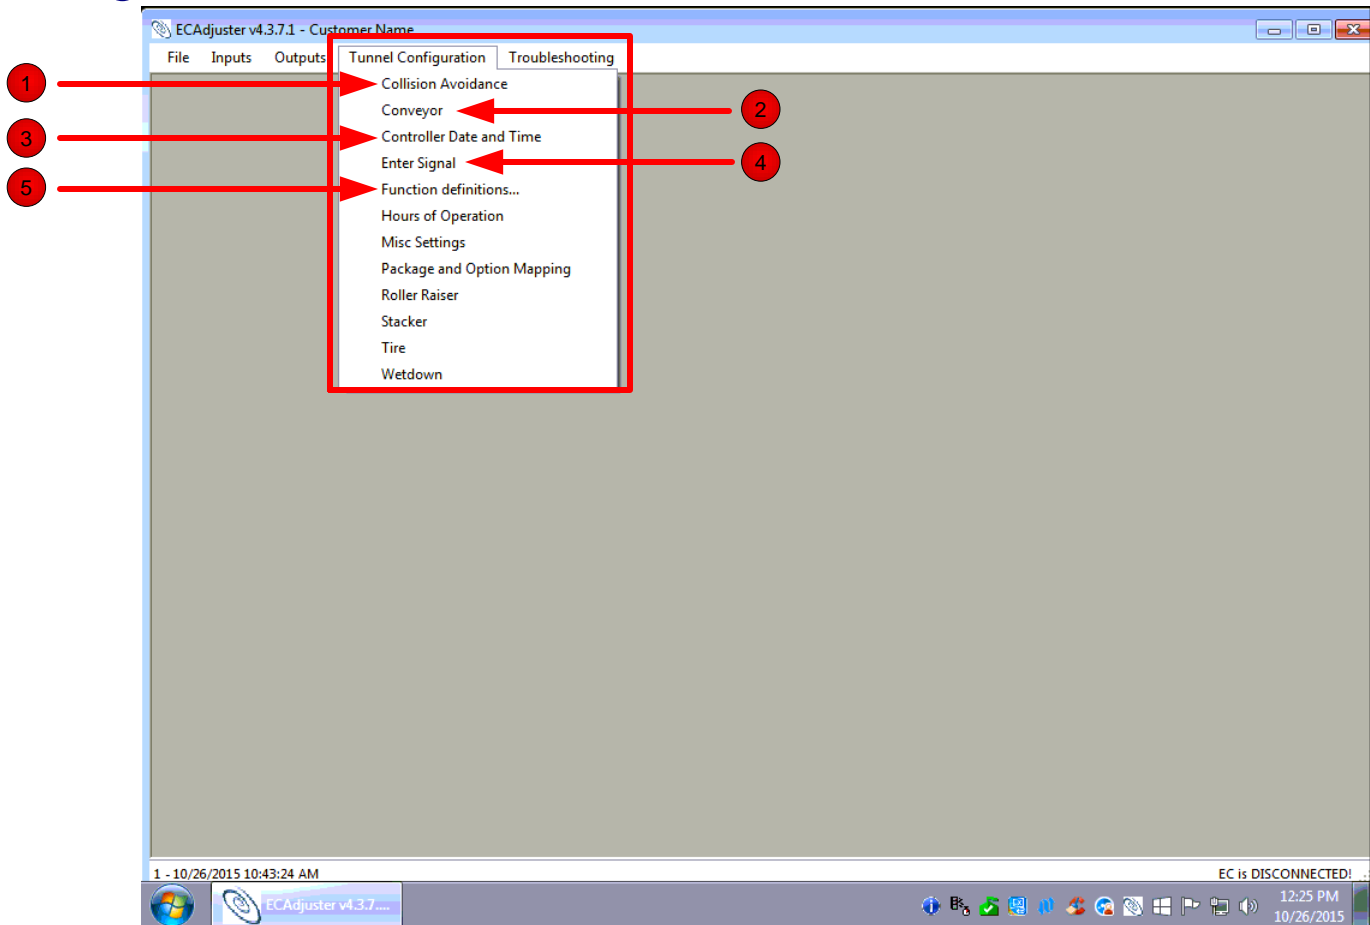 ECAdjuster v4.3.7.1 - Customer Name
File Inputs Outputs Tunnel Configuration Troubleshooting
1 Collision Avoidance
Conveyor 2
3 Controller Date and Time
Enter Signal 4
5 Function definitions...
Hours of Operation
Misc Settings
Package and Option Mapping
Roller Raiser
Stacker
Tire
Wetdown
1 - 10/26/2015 10:43:24 AM EC is DISCONNECTED!
ECAdjuster v4.3.7.... 12:25 PM
10/26/2015